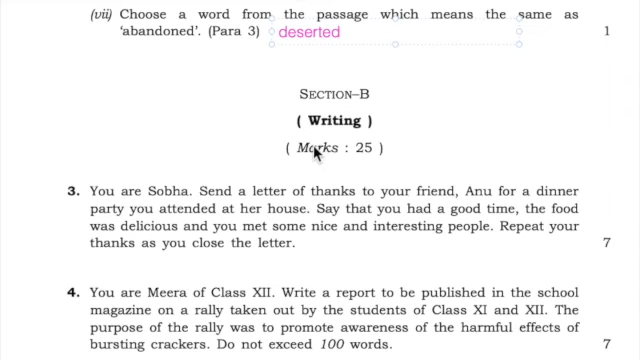 (vii) Choose a word from the passage which means the same as
'abandoned'. (Para 3) deserted 1
SECTION–B
( Writing )
( Marks : 25 )
3. You are Sobha. Send a letter of thanks to your friend, Anu for a dinner
party you attended at her house. Say that you had a good time, the food
was delicious and you met some nice and interesting people. Repeat your
thanks as you close the letter. 7
4. You are Meera of Class XII. Write a report to be published in the school
magazine on a rally taken out by the students of Class XI and XII. The
purpose of the rally was to promote awareness of the harmful effects of
bursting crackers. Do not exceed 100 words. 7